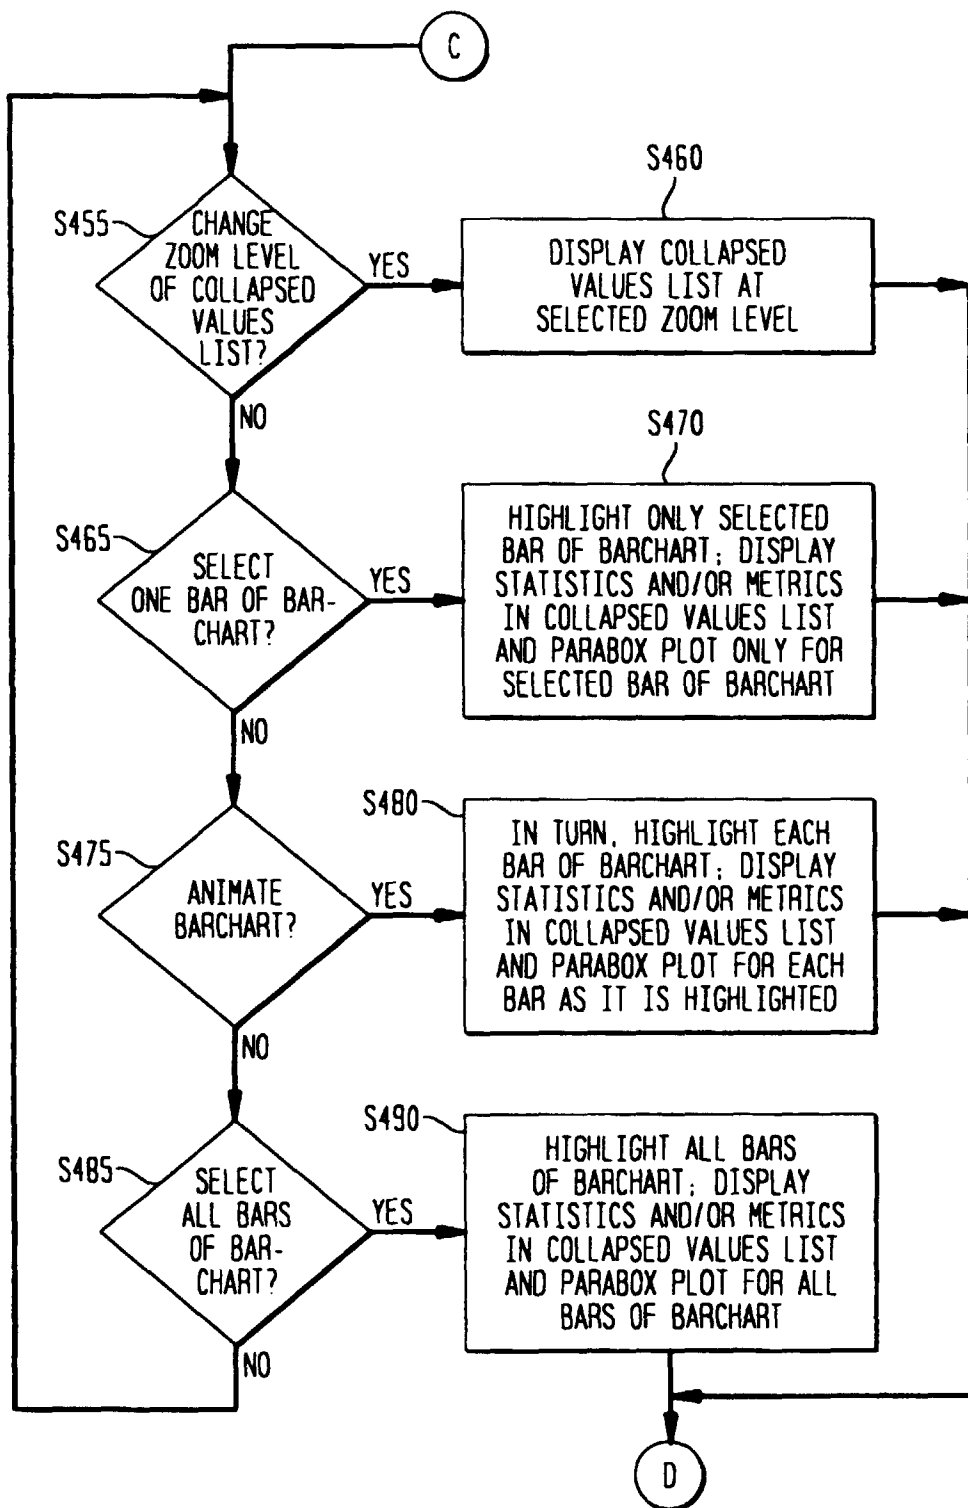 C
S455
CHANGE
ZOOM LEVEL
OF COLLAPSED
VALUES
LIST?
YES
NO
S460
DISPLAY COLLAPSED
VALUES LIST AT
SELECTED ZOOM LEVEL
S465
SELECT
ONE BAR OF BAR-
CHART?
YES
NO
S470
HIGHLIGHT ONLY SELECTED
BAR OF BARCHART; DISPLAY
STATISTICS AND/OR METRICS
IN COLLAPSED VALUES LIST
AND PARABOX PLOT ONLY FOR
SELECTED BAR OF BARCHART
S475
ANIMATE
BARCHART?
YES
NO
S480
IN TURN, HIGHLIGHT EACH
BAR OF BARCHART; DISPLAY
STATISTICS AND/OR METRICS
IN COLLAPSED VALUES LIST
AND PARABOX PLOT FOR EACH
BAR AS IT IS HIGHLIGHTED
S485
SELECT
ALL BARS
OF BAR-
CHART?
YES
NO
S490
HIGHLIGHT ALL BARS
OF BARCHART; DISPLAY
STATISTICS AND/OR METRICS
IN COLLAPSED VALUES LIST
AND PARABOX PLOT FOR ALL
BARS OF BARCHART
D